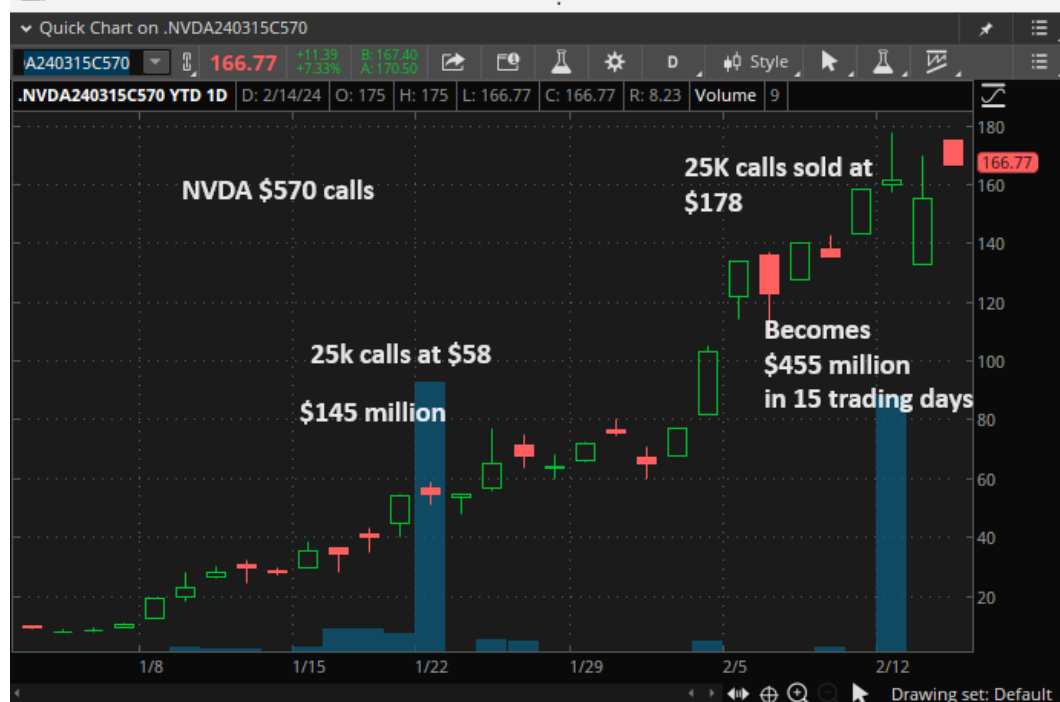 Quick Chart on .NVDA240315C570
A240315C570 166.77 +11.39 +7.33% B: 167.40 A: 170.50 D Style
.NVDA240315C570 YTD 1D D: 2/14/24 O: 175 H: 175 L: 166.77 C: 166.77 R: 8.23 Volume 9
180
25K calls sold at
$178
166.77
NVDA $570 calls
160
140
120
Becomes
$455 million
in 15 trading days
25k calls at $58
100
$145 million
80
60
40
20
1/8 1/15 1/22 1/29 2/5 2/12
Drawing set: Default